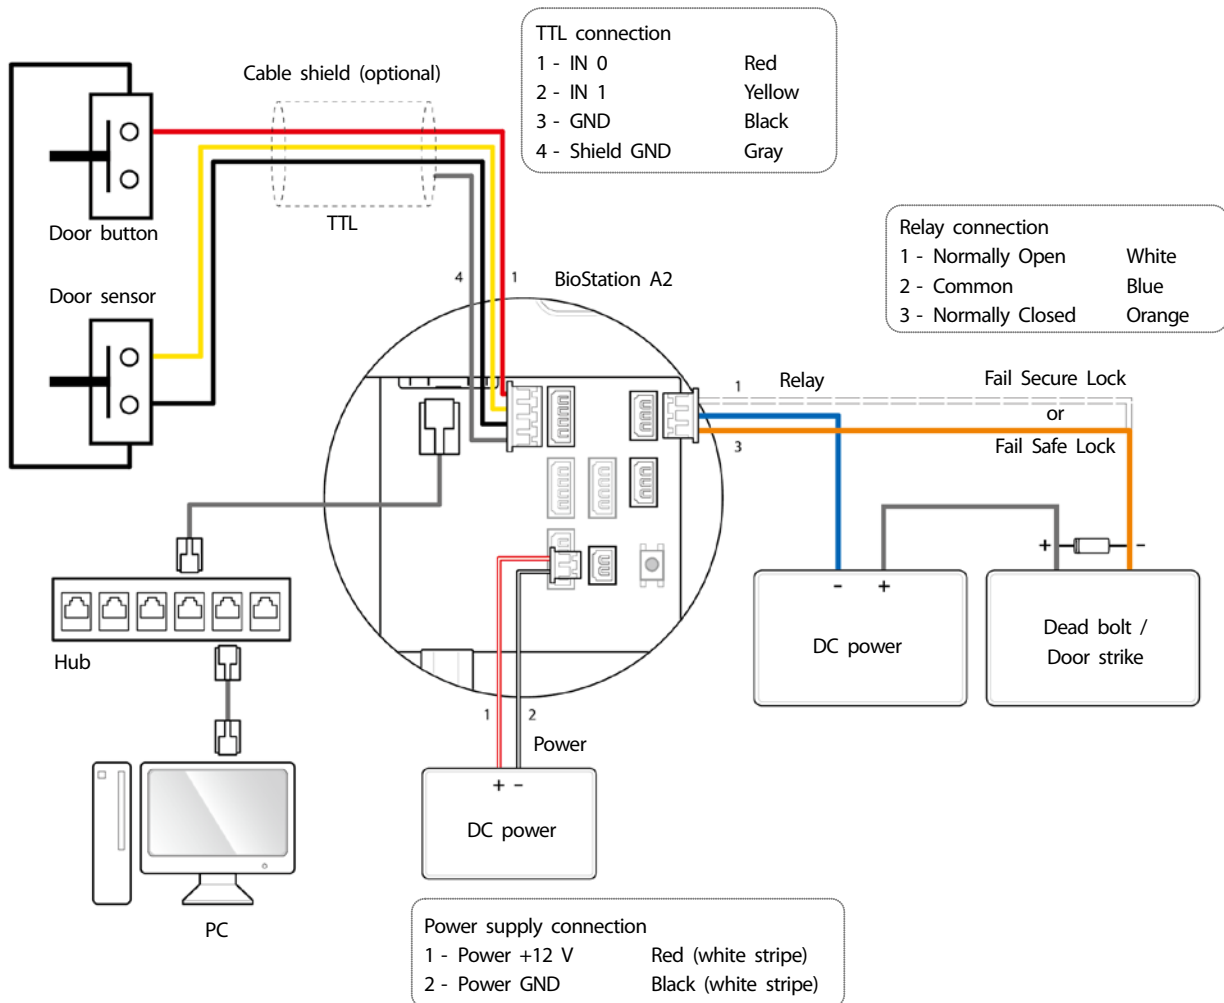 TTL connection
1 - IN 0 Red
2 - IN 1 Yellow
3 - GND Black
4 - Shield GND Gray
Cable shield (optional)
TTL
Door button
Door sensor
4
1
BioStation A2
Relay connection
1 - Normally Open White
2 - Common Blue
3 - Normally Closed Orange
1
Relay
Fail Secure Lock
or
3
Fail Safe Lock
+
-
- +
DC power
Dead bolt /
Door strike
Hub
1
2
Power
+ -
DC power
PC
Power supply connection
1 - Power +12 V Red (white stripe)
2 - Power GND Black (white stripe)